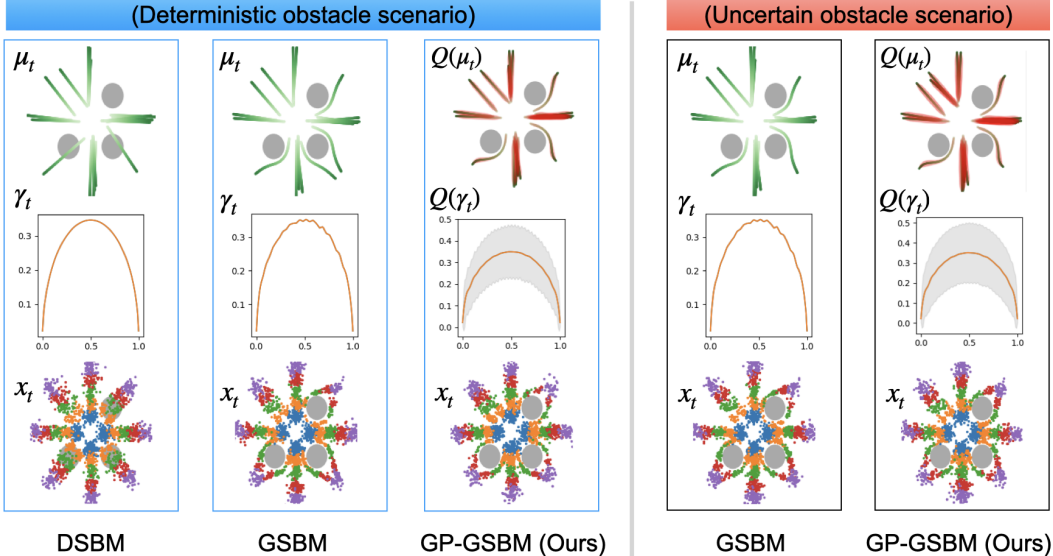 (Deterministic obstacle scenario)
(Uncertain obstacle scenario)
μt
μt
Q(μt)
μt
Q(μt)
γt
γt
Q(γt)
γt
Q(γt)
0.3
0.2
0.1
0.0 0.5 1.0
0.3
0.2
0.1
0.0 0.5 1.0
0.5
0.4
0.3
0.2
0.1
0.0
0.0 0.5 1.0
0.3
0.2
0.1
0.0 0.5 1.0
0.5
0.4
0.3
0.2
0.1
0.0
0.0 0.5 1.0
xt
xt
xt
xt
xt
DSBM
GSBM
GP-GSBM (Ours)
GSBM
GP-GSBM (Ours)